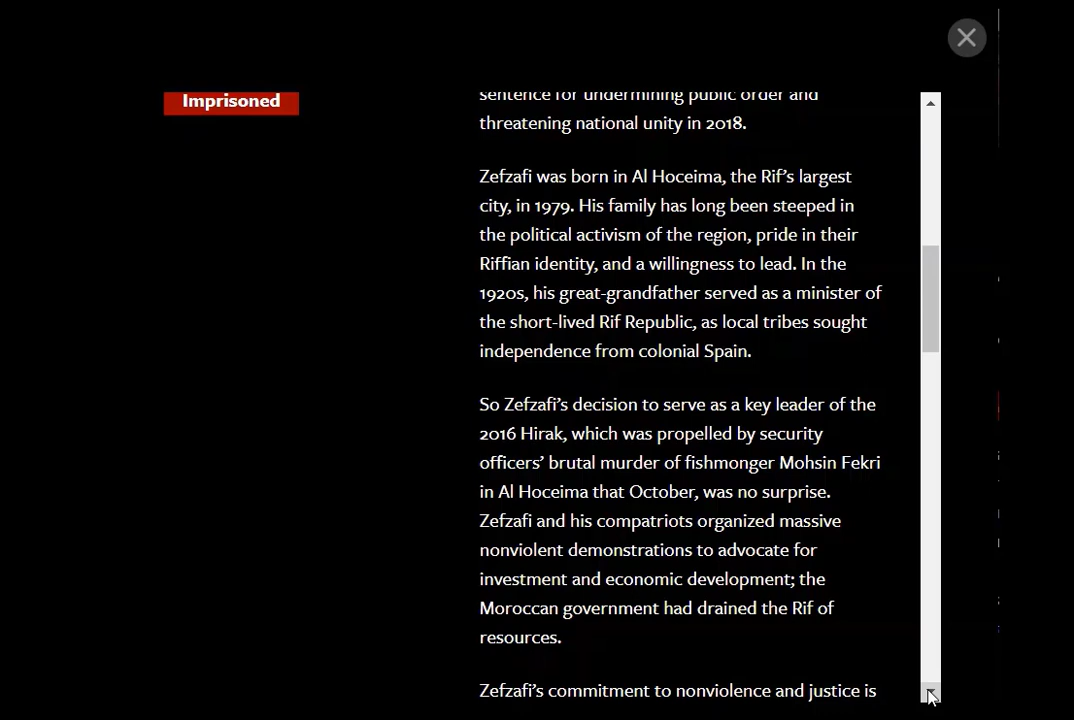 Imprisoned
sentence for undermining public order and
threatening national unity in 2018.
Zefzafi was born in Al Hoceima, the Rif’s largest
city, in 1979. His family has long been steeped in
the political activism of the region, pride in their
Riffian identity, and a willingness to lead. In the
1920s, his great-grandfather served as a minister of
the short-lived Rif Republic, as local tribes sought
independence from colonial Spain.
So Zefzafi’s decision to serve as a key leader of the
2016 Hirak, which was propelled by security
officers’ brutal murder of fishmonger Mohsin Fekri
in Al Hoceima that October, was no surprise.
Zefzafi and his compatriots organized massive
nonviolent demonstrations to advocate for
investment and economic development; the
Moroccan government had drained the Rif of
resources.
Zefzafi’s commitment to nonviolence and justice is